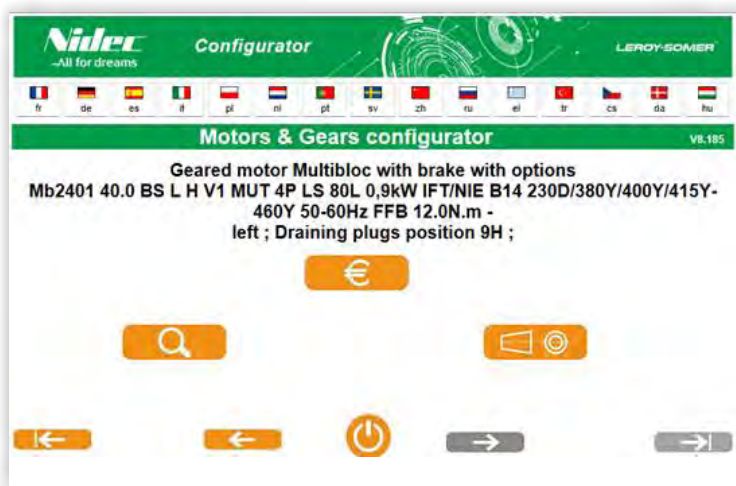 Nidec
All for dreams
Configurator
LEROY-SOMER
fr de es it pl nl pt sv zh ru el tr cs da hu
Motors & Gears configurator
V8.185
Geared motor Multibloc with brake with options
Mb2401 40.0 BS L H V1 MUT 4P LS 80L 0,9kW IFT/NIE B14 230D/380Y/400Y/415Y-
460Y 50-60Hz FFB 12.0N.m -
left ; Draining plugs position 9H ;
€